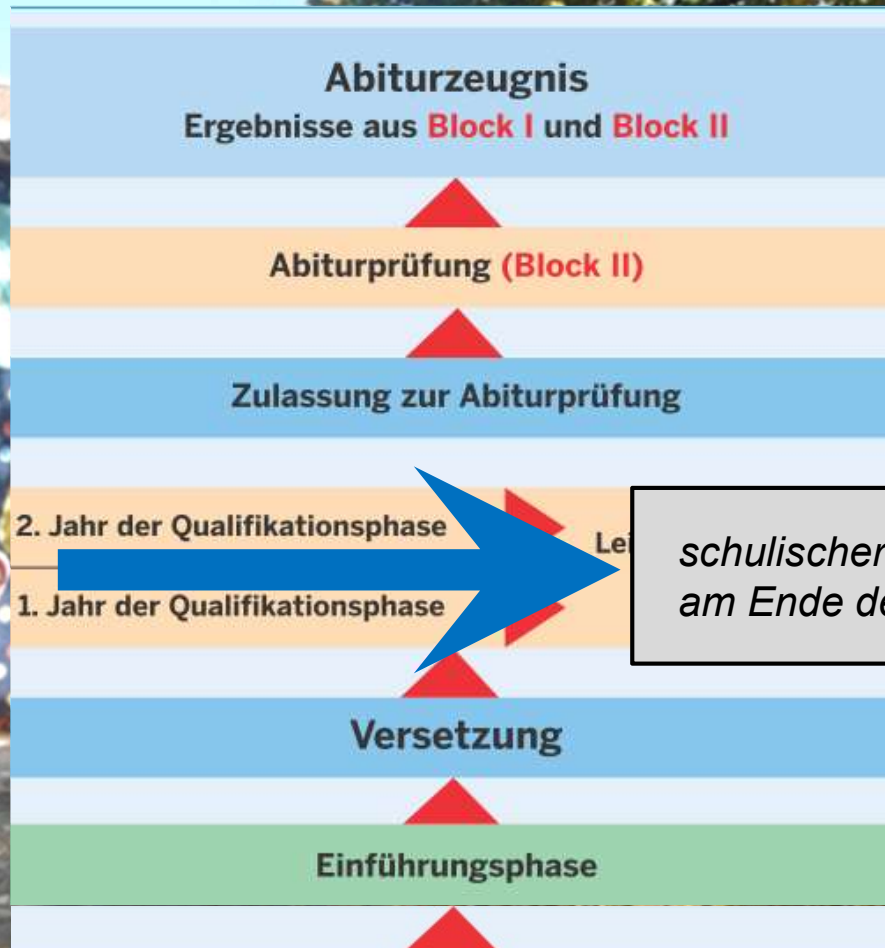 Abiturzeugnis
Ergebnisse aus Block I und Block II
Abiturprüfung (Block II)
Zulassung zur Abiturprüfung
2. Jahr der Qualifikationsphase
1. Jahr der Qualifikationsphase
schulischer
am Ende
Versetzung
Einführungsphase